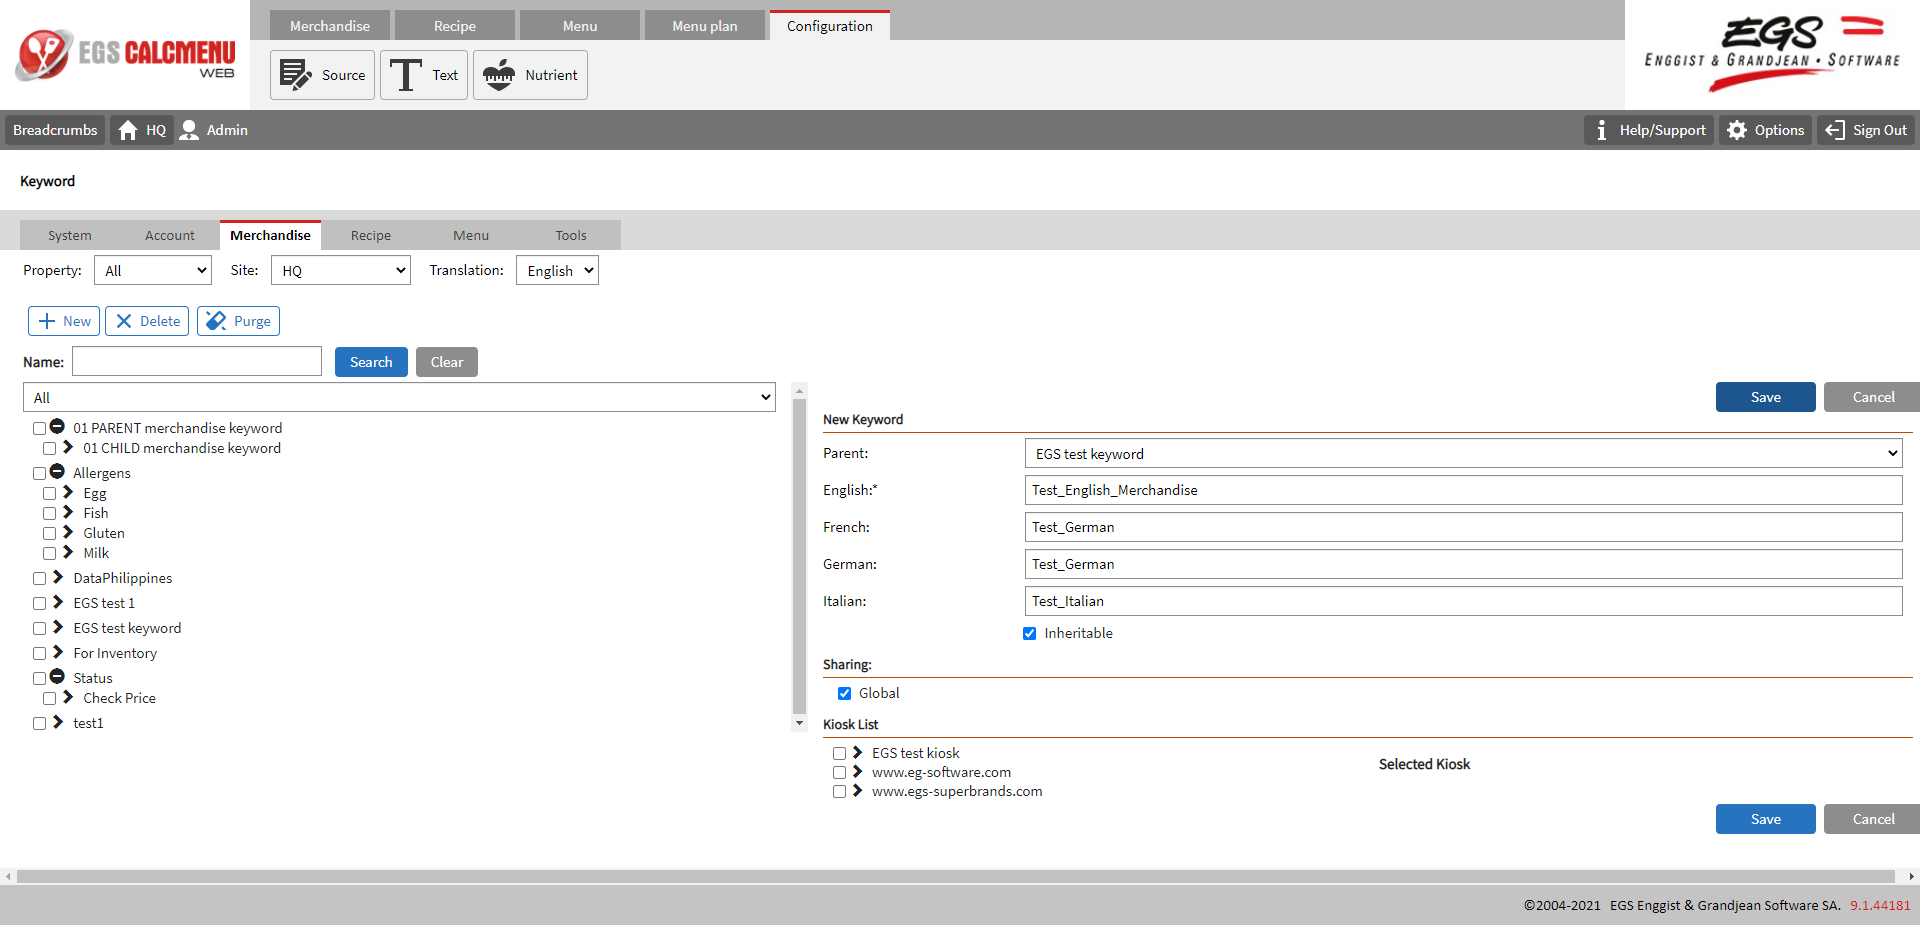 EGS CALCMENU
WEB
Merchandise
Recipe
Menu
Menu plan
Configuration
Source
Text
Nutrient
EGS
ENGGIST & GRANDJEAN • SOFTWARE
Breadcrumbs
HQ
Admin
Help/Support
Options
Sign Out
Keyword
System
Account
Merchandise
Recipe
Menu
Tools
Property:
All
Site:
HQ
Translation:
English
New
Delete
Purge
Name:
Search
Clear
All
01 PARENT merchandise keyword
01 CHILD merchandise keyword
Allergens
Egg
Fish
Gluten
Milk
DataPhilippines
EGS test 1
EGS test keyword
For Inventory
Status
Check Price
test1
Save
Cancel
New Keyword
Parent:
EGS test keyword
English:*
Test_English_Merchandise
French:
Test_German
German:
Test_German
Italian:
Test_Italian
Inheritable
Sharing:
Global
Kiosk List
EGS test kiosk
www.eg-software.com
www.egs-superbrands.com
Selected Kiosk
Save
Cancel
©2004-2021 EGS Enggist & Grandjean Software SA. 9.1.44181